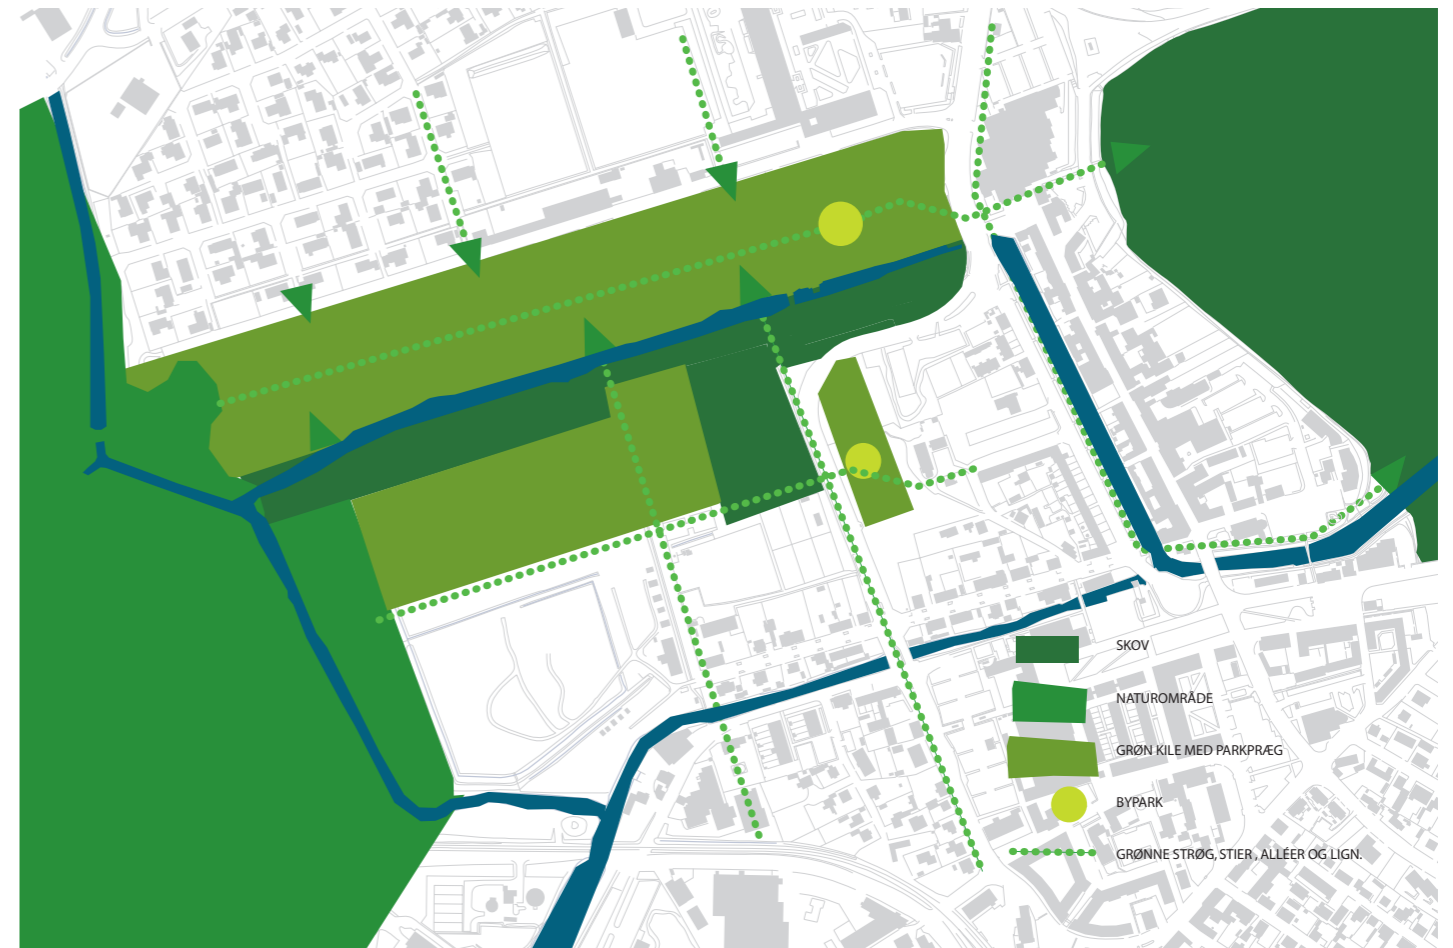 SKOV
NATUROMRÅDE
GRØN KILE MED PARKPRÆG
BYPARK
GRØNNE STRØG, STIER , ALLÉER OG LIGN.